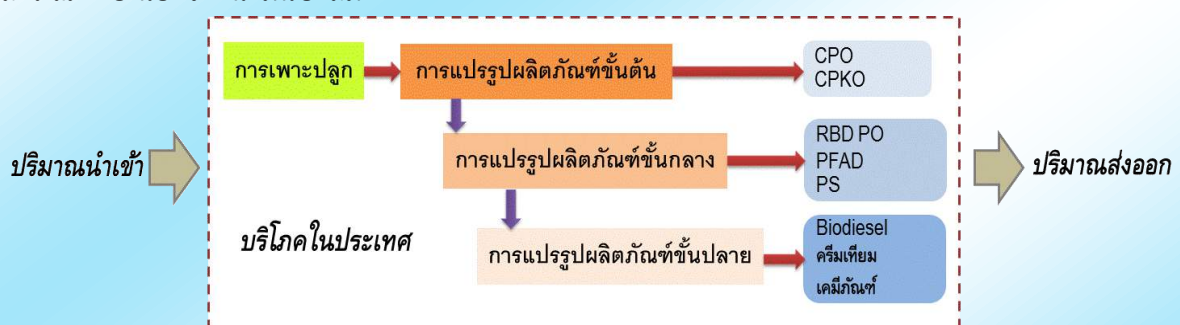 การเพาะปลูก
การแปรรูปผลิตภัณฑ์ขั้นต้น
CPO
CPKO
ปริมาณนำเข้า
การแปรรูปผลิตภัณฑ์ขั้นกลาง
RBD PO
PFAD
PS
ปริมาณส่งออก
บริโภคในประเทศ
การแปรรูปผลิตภัณฑ์ขั้นปลาย
Biodiesel
ครีมเทียม
เคมีภัณฑ์